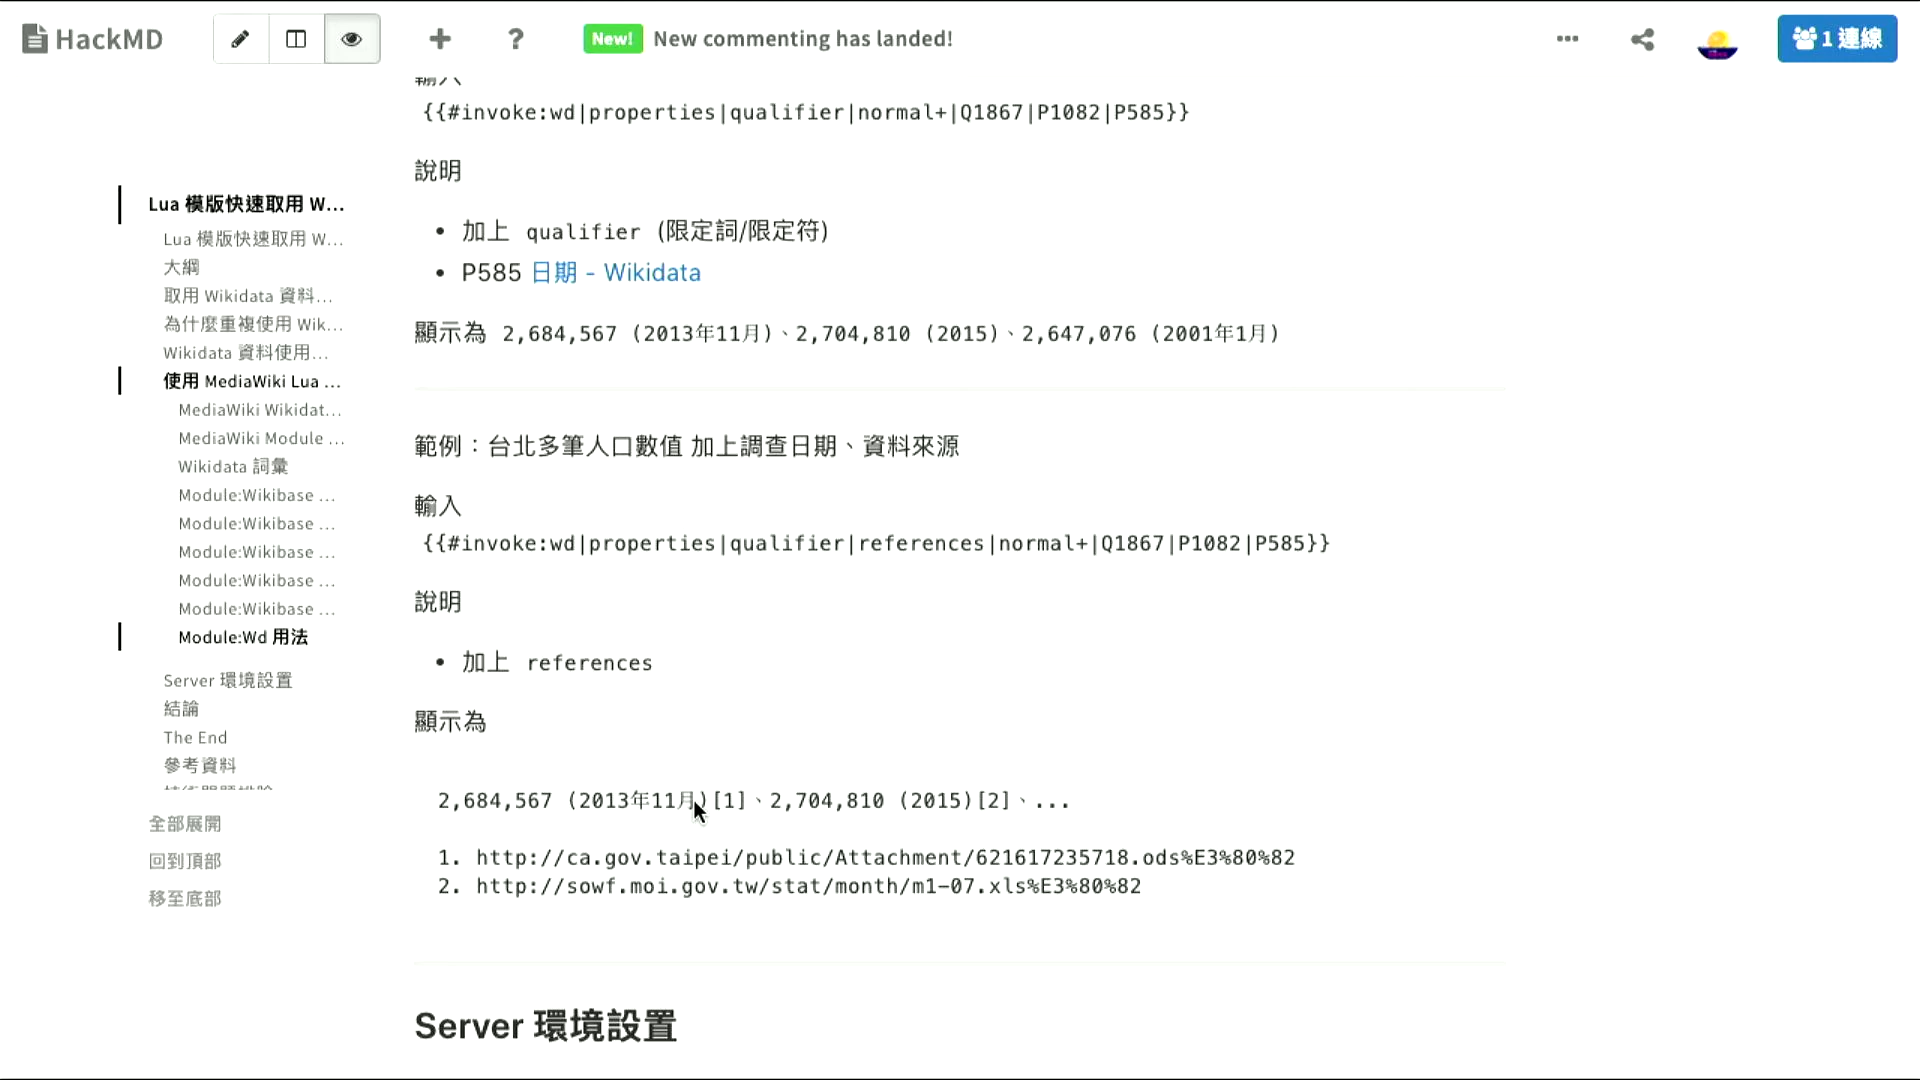 HackMD
New! New commenting has landed!
1 連線
輸入
{{#invoke:wd|properties|qualifier|normal+|Q1867|P1082|P585}}
說明
• 加上 qualifier (限定詞/限定符)
• P585 日期 - Wikidata
顯示為 2,684,567 (2013年11月)、2,704,810 (2015)、2,647,076 (2001年1月)
範例：台北多筆人口數值 加上調查日期、資料來源
輸入
{{#invoke:wd|properties|qualifier|references|normal+|Q1867|P1082|P585}}
說明
• 加上 references
顯示為
2,684,567 (2013年11月)[1]、2,704,810 (2015)[2]、...
1. http://ca.gov.taipei/public/Attachment/621617235718.ods%E3%80%82
2. http://sowf.moi.gov.tw/stat/month/m1-07.xls%E3%80%82
Server 環境設置
Lua 模版快速取用 W...
Lua 模版快速取用 W...
大綱
取用 Wikidata 資料...
為什麼重複使用 Wik...
Wikidata 資料使用...
使用 MediaWiki Lua ...
MediaWiki Wikidat...
MediaWiki Module ...
Wikidata 詞彙
Module:Wikibase ...
Module:Wikibase ...
Module:Wikibase ...
Module:Wikibase ...
Module:Wikibase ...
Module:Wd 用法
Server 環境設置
結論
The End
參考資料
全部展開
回到頂部
移至底部